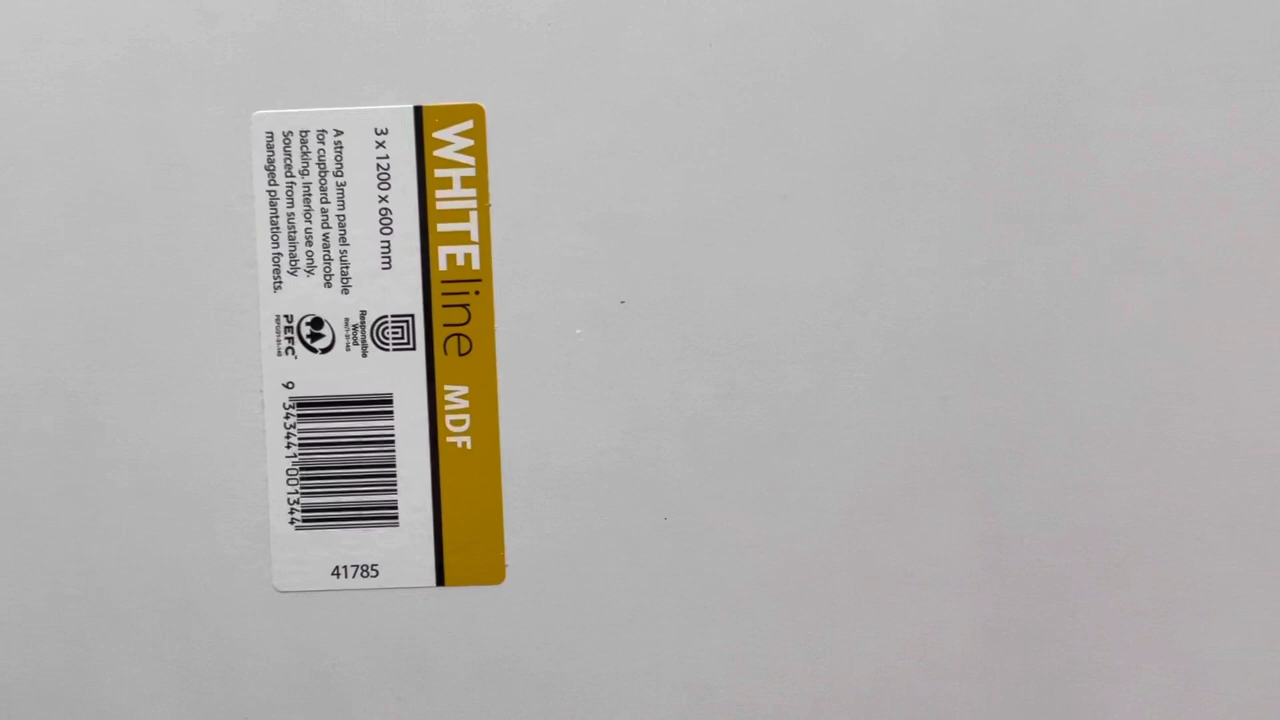 WHITEline MDF
3 x 1200 x 600 mm
A strong 3mm panel suitable
for cupboard and wardrobe
backing. Interior use only.
Sourced from sustainably
managed plantation forests.
Responsible
Wood
PEFC™
9 343441 001344
41785